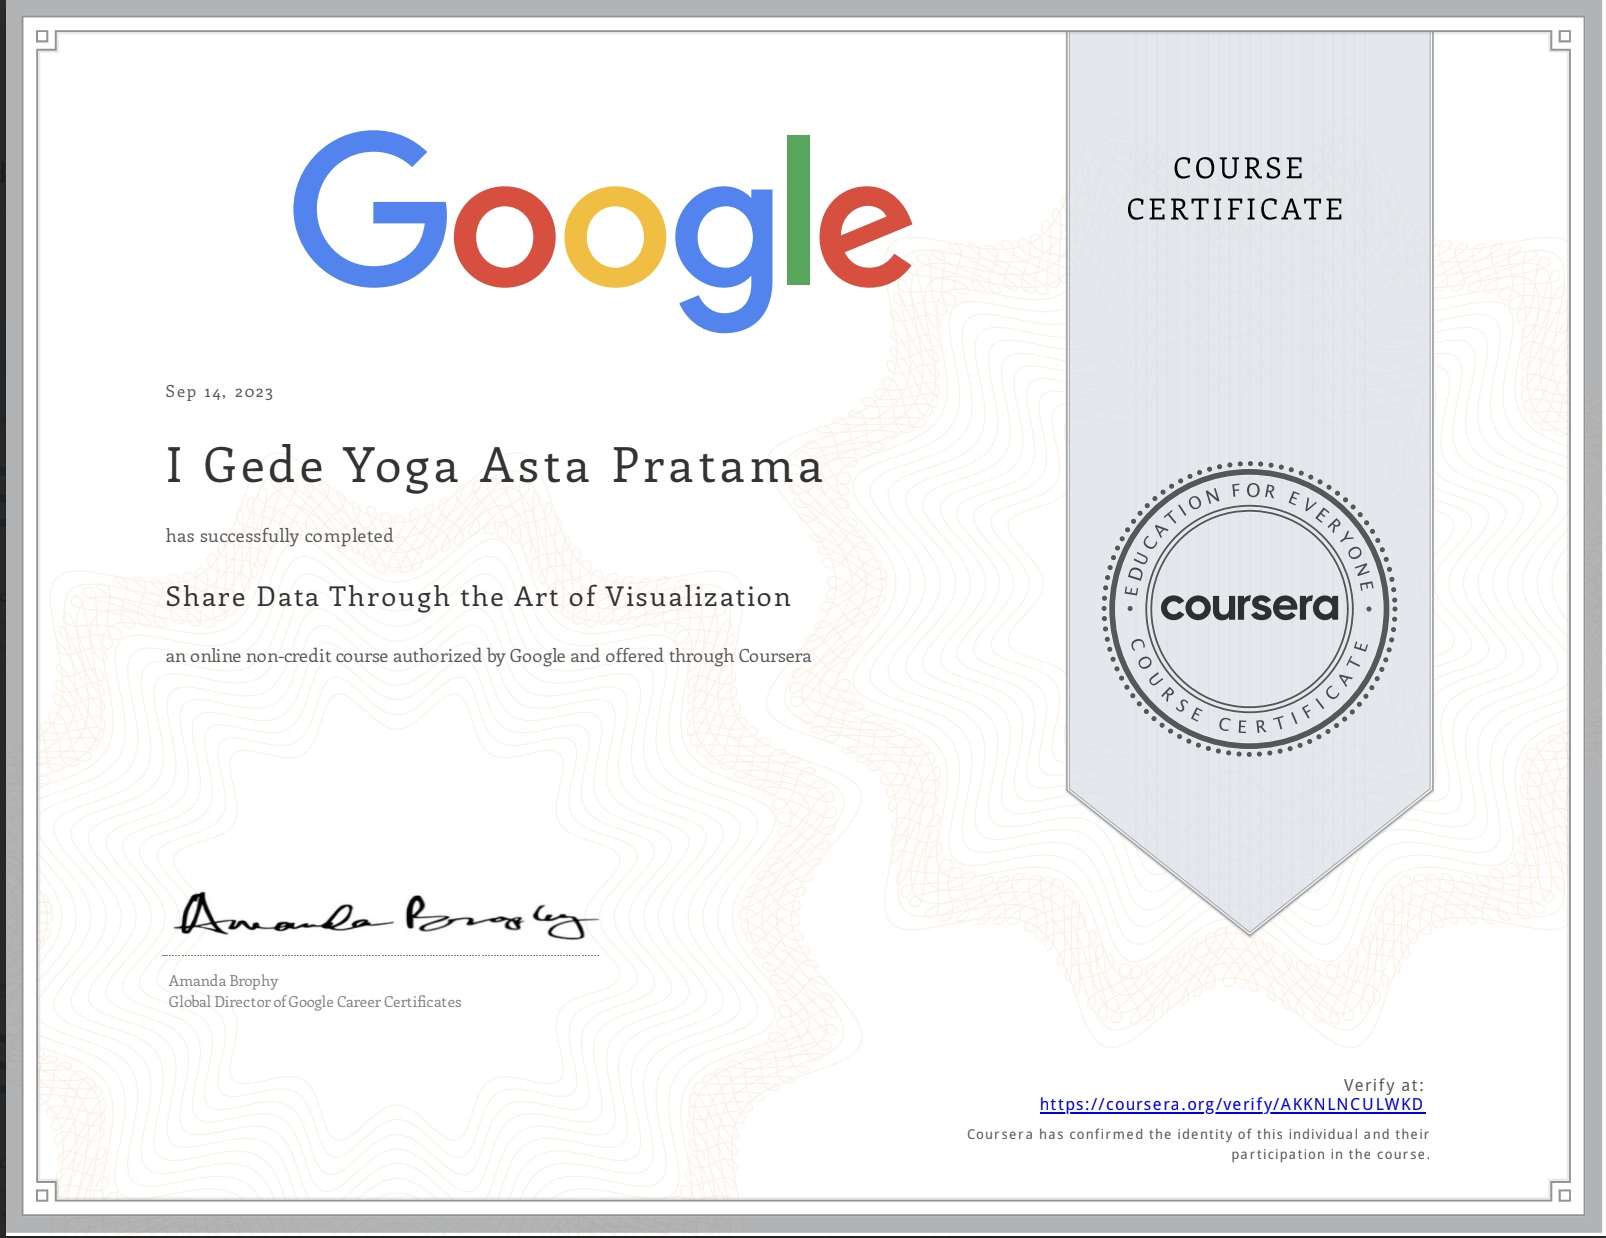 Google
COURSE
CERTIFICATE
Sep 14, 2023
I Gede Yoga Asta Pratama
has successfully completed
Share Data Through the Art of Visualization
an online non-credit course authorized by Google and offered through Coursera
EDUCATION FOR EVERYONE
coursera
COURSE CERTIFICATE
Amanda Brophy
Amanda Brophy
Global Director of Google Career Certificates
Verify at:
https://coursera.org/verify/AKKNLNCULWKD
Coursera has confirmed the identity of this individual and their
participation in the course.